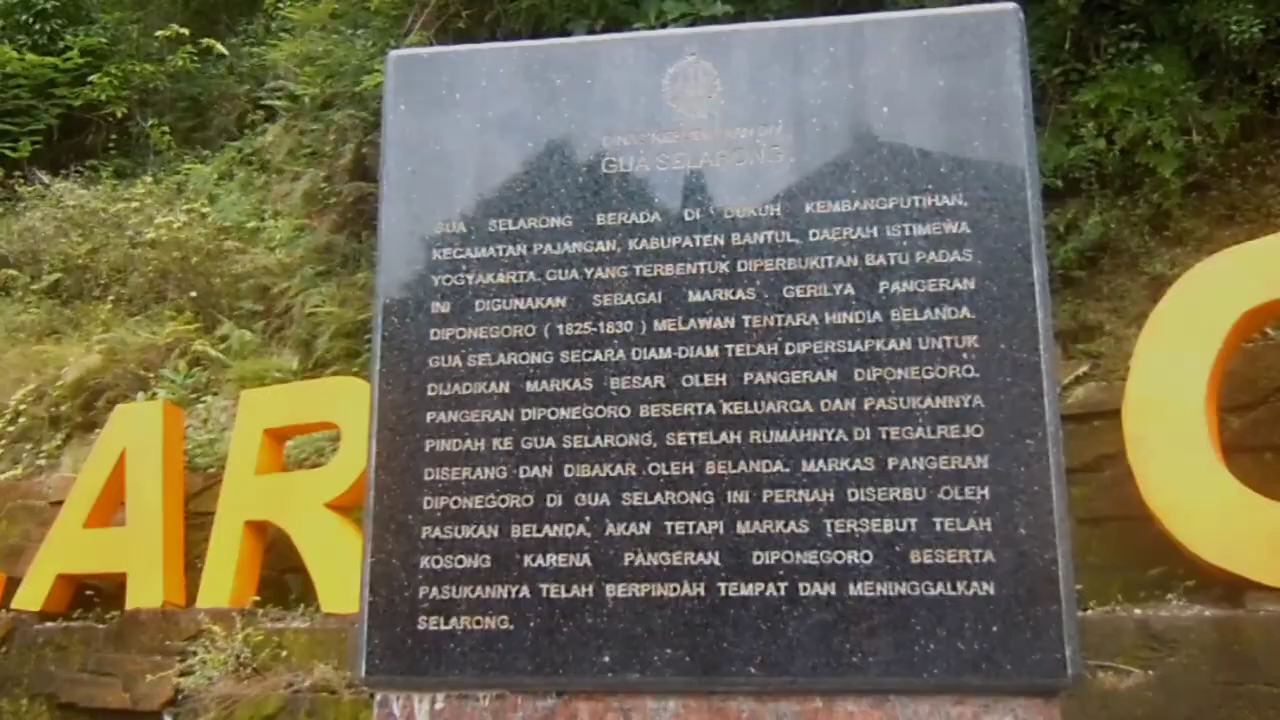 GUA SELARONG
GUA SELARONG BERADA DI DUKUH KEMBANGPUTIHAN,
KECAMATAN PAJANGAN, KABUPATEN BANTUL, DAERAH ISTIMEWA
YOGYAKARTA. GUA YANG TERBENTUK DIPERBUKITAN BATU PADAS
INI DIGUNAKAN SEBAGAI MARKAS GERILYA PANGERAN
DIPONEGORO ( 1825-1830 ) MELAWAN TENTARA HINDIA BELANDA.
GUA SELARONG SECARA DIAM-DIAM TELAH DIPERSIAPKAN UNTUK
DIJADIKAN MARKAS BESAR OLEH PANGERAN DIPONEGORO.
PANGERAN DIPONEGORO BESERTA KELUARGA DAN PASUKANNYA
PINDAH KE GUA SELARONG, SETELAH RUMAHNYA DI TEGALREJO
DISERANG DAN DIBAKAR OLEH BELANDA. MARKAS PANGERAN
DIPONEGORO DI GUA SELARONG INI PERNAH DISERBU OLEH
PASUKAN BELANDA, AKAN TETAPI MARKAS TERSEBUT TELAH
KOSONG KARENA PANGERAN DIPONEGORO BESERTA
PASUKANNYA TELAH BERPINDAH TEMPAT DAN MENINGGALKAN
SELARONG.
AR O